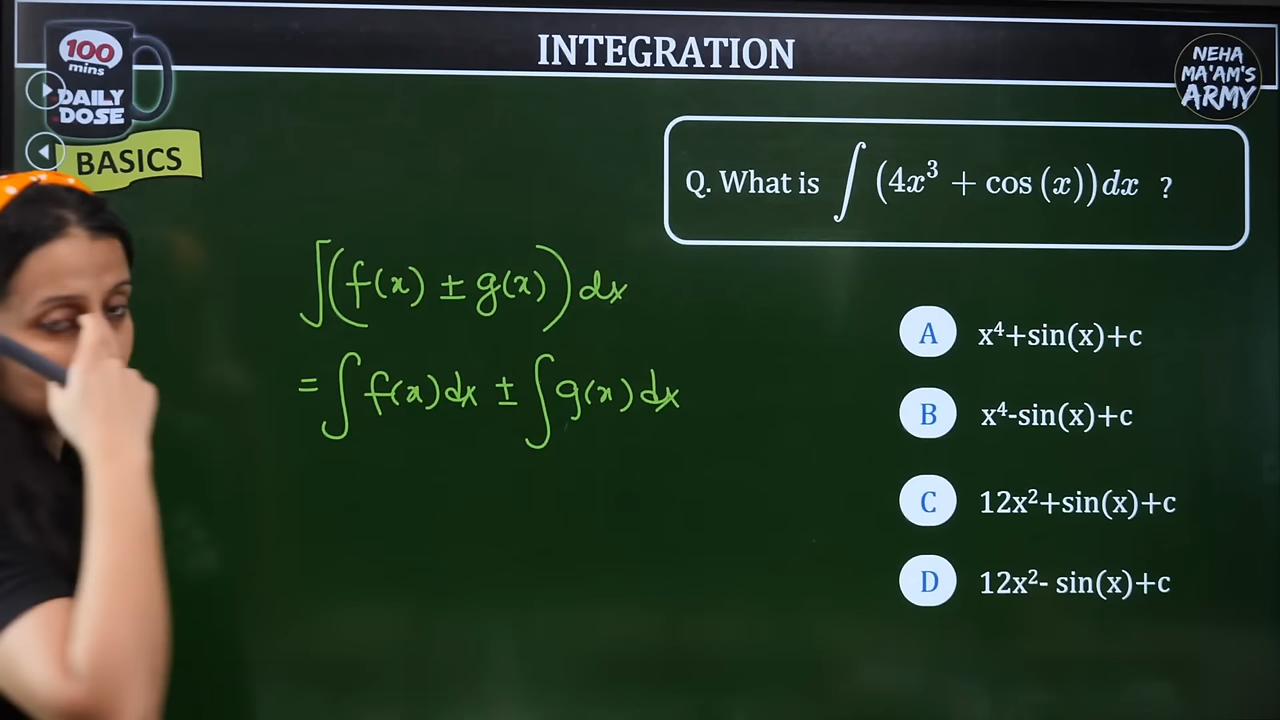 100
mins
DAILY
DOSE
BASICS
INTEGRATION
NEHA
MA'AM'S
ARMY
Q. What is ∫ (4x³ + cos (x))dx ?
∫(f(x) ± g(x)) dx
= ∫ f(x) dx ± ∫ g(x) dx
A x⁴+sin(x)+c
B x⁴-sin(x)+c
C 12x²+sin(x)+c
D 12x²- sin(x)+c